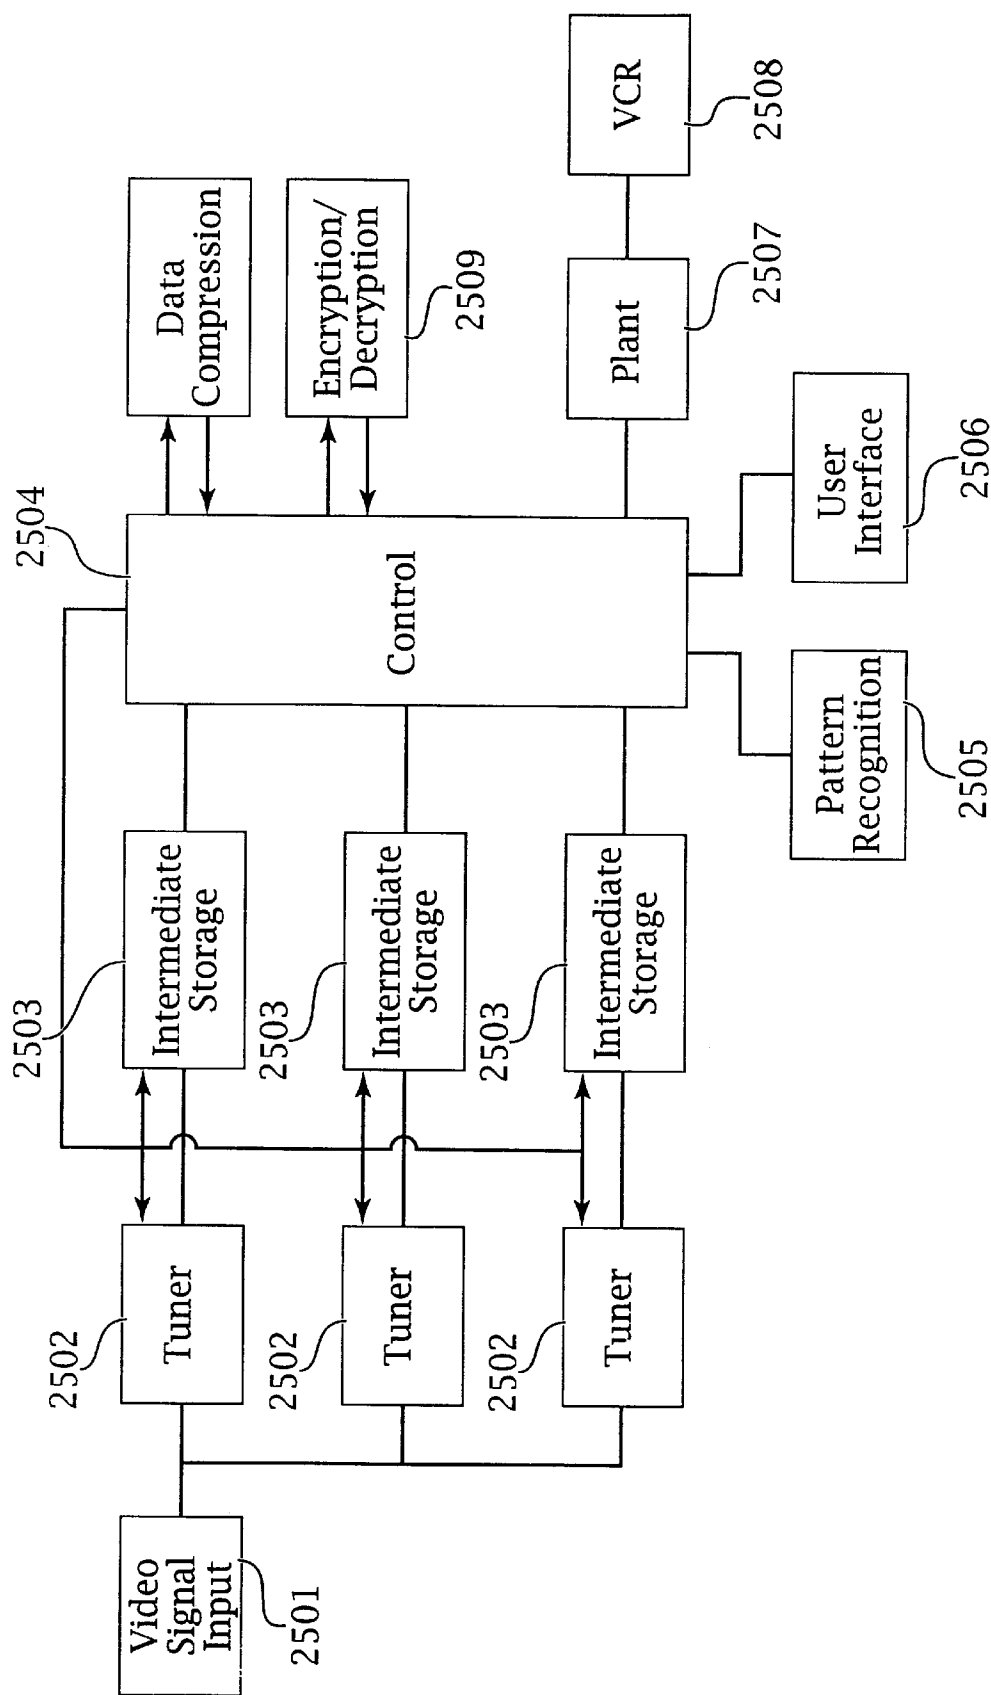 Video
Signal
Input
2501
Tuner
2502
Tuner
2502
Tuner
2502
Intermediate
Storage
2503
Intermediate
Storage
2503
Intermediate
Storage
2503
Control
2504
Data
Compression
Encryption/
Decryption
2509
Plant
2507
VCR
2508
Pattern
Recognition
2505
User
Interface
2506